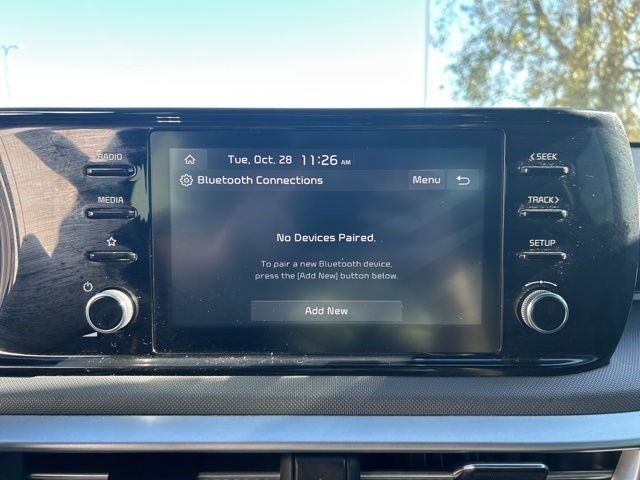 RADIO
MEDIA
Tue, Oct. 28 11:26 AM
Bluetooth Connections Menu
No Devices Paired.
To pair a new Bluetooth device,
press the [Add New] button below.
Add New
< SEEK
TRACK >
SETUP